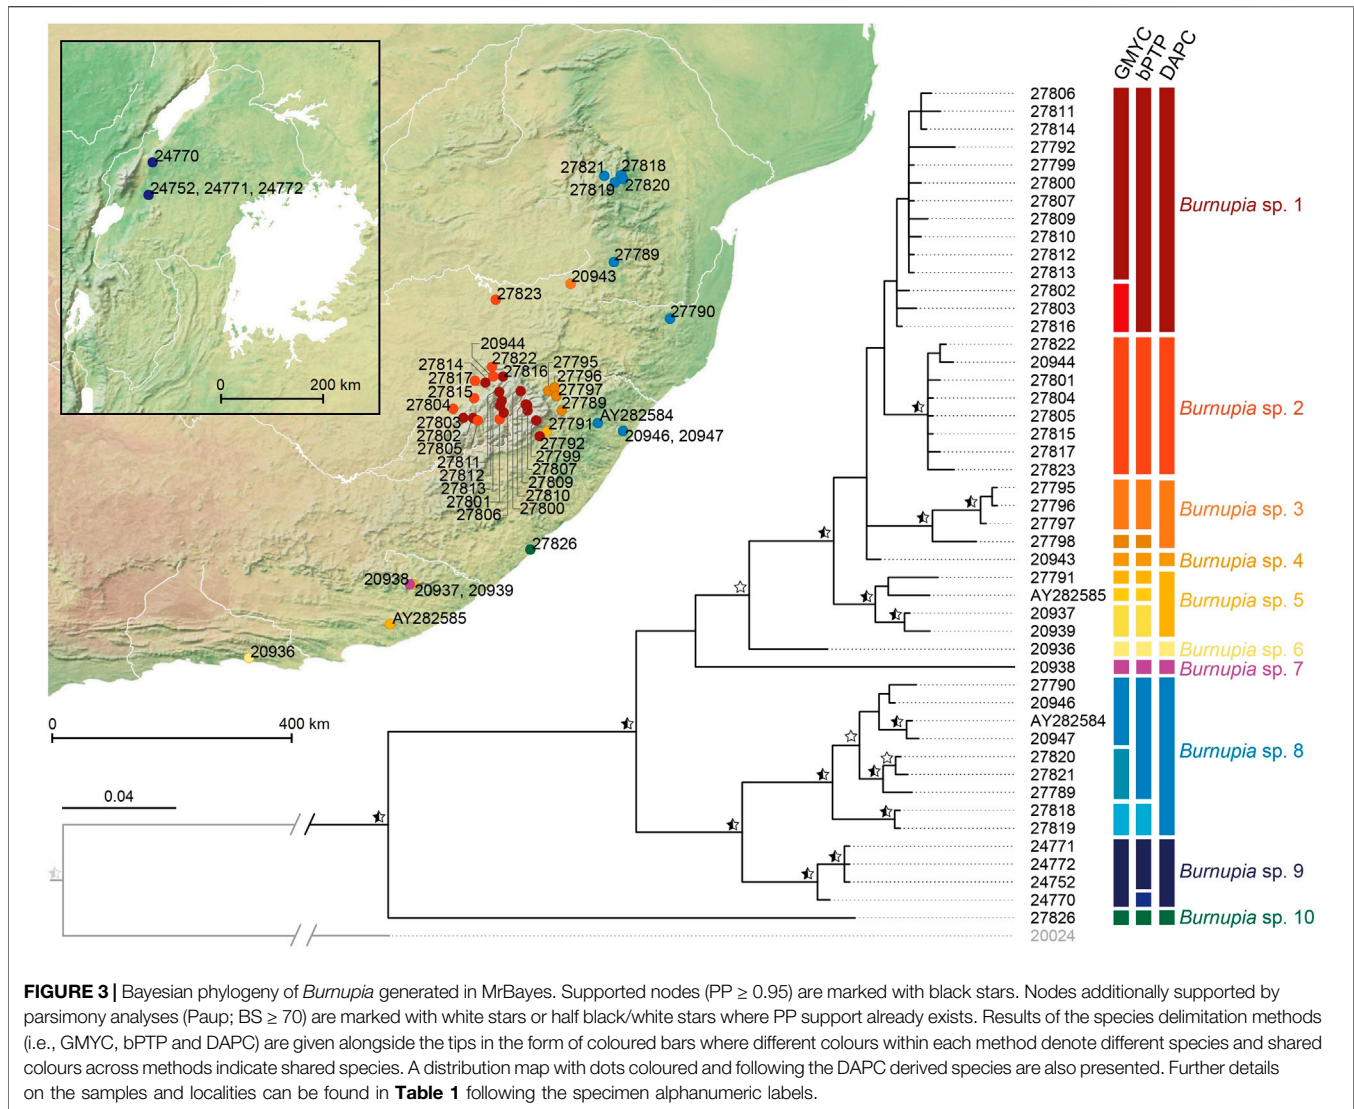 24770
24752, 24771, 24772
0 200 km
27821 27818
27819 27820
27789
20943
27823
27790
20944
27814 27822 27795
27817 27816 27796
27815 27797
27804 27789
27803 27791 AY282584
27802 27792 20946, 20947
27805 27799
27811 27807
27812 27809
27813 27810
27801 27800
27806
27826
20938
20937, 20939
AY282585
20936
0 400 km
0.04
GMYC bPTP DAPC
27806
27811
27814
27792
27799
27800
27807
27809
27810
27812
27813
27802
27803
27816
Burnupia sp. 1
27822
20944
27801
27804
27805
27815
27817
27823
Burnupia sp. 2
27795
27796
27797
27798
Burnupia sp. 3
20943
Burnupia sp. 4
27791
AY282585
20937
20939
Burnupia sp. 5
20936
Burnupia sp. 6
20938
Burnupia sp. 7
27790
20946
AY282584
20947
27820
27821
27789
27818
27819
Burnupia sp. 8
24771
24772
24752
24770
Burnupia sp. 9
27826
Burnupia sp. 10
20024
FIGURE 3 | Bayesian phylogeny of Burnupia generated in MrBayes. Supported nodes (PP ≥ 0.95) are marked with black stars. Nodes additionally supported by
parsimony analyses (Paup; BS ≥ 70) are marked with white stars or half black/white stars where PP support already exists. Results of the species delimitation methods
(i.e., GMYC, bPTP and DAPC) are given alongside the tips in the form of coloured bars where different colours within each method denote different species and shared
colours across methods indicate shared species. A distribution map with dots coloured and following the DAPC derived species are also presented. Further details
on the samples and localities can be found in Table 1 following the specimen alphanumeric labels.